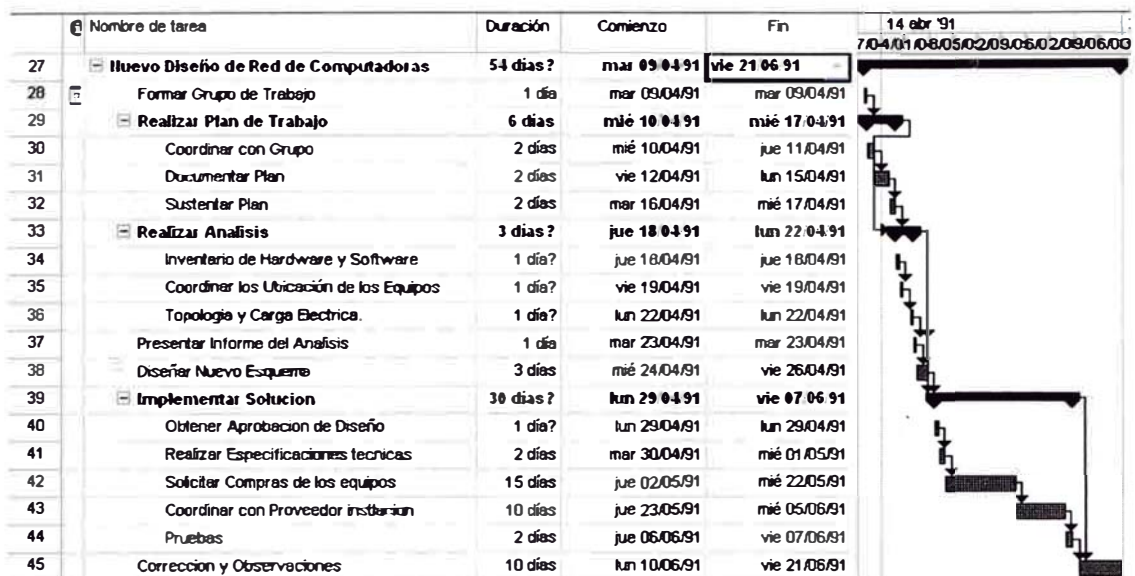 Nombre de tarea Duración Comienzo Fin 14 abr '91
27 Nuevo Diseño de Red de Computadoras 54 días? mar 09/04/91 vie 21/06/91
28 Formar Grupo de Trabajo 1 día mar 09/04/91 mar 09/04/91
29 Realizar Plan de Trabajo 6 días mié 10/04/91 mié 17/04/91
30 Coordinar con Grupo 2 días mié 10/04/91 jue 11/04/91
31 Documentar Plan 2 días vie 12/04/91 lun 15/04/91
32 Sustentar Plan 2 días mar 16/04/91 mié 17/04/91
33 Realizar Analisis 3 días? jue 18/04/91 lun 22/04/91
34 Inventario de Hardware y Software 1 día? jue 18/04/91 jue 18/04/91
35 Coordinar los Ubicación de los Equipos 1 día? vie 19/04/91 vie 19/04/91
36 Topologia y Carga Electrica. 1 día? lun 22/04/91 lun 22/04/91
37 Presentar Informe del Analisis 1 día mar 23/04/91 mar 23/04/91
38 Diseñar Nuevo Esquema 3 días mié 24/04/91 vie 26/04/91
39 Implementar Solucion 30 días? lun 29/04/91 vie 07/06/91
40 Obtener Aprobacion de Diseño 1 día? lun 29/04/91 lun 29/04/91
41 Realizar Especificaciones tecnicas 2 días mar 30/04/91 mié 01/05/91
42 Solicitar Compras de los equipos 15 días jue 02/05/91 mié 22/05/91
43 Coordinar con Proveedor 10 días jue 23/05/91 mié 05/06/91
44 Pruebas 2 días jue 06/06/91 vie 07/06/91
45 Correccion y Observaciones 10 días lun 10/06/91 vie 21/06/91